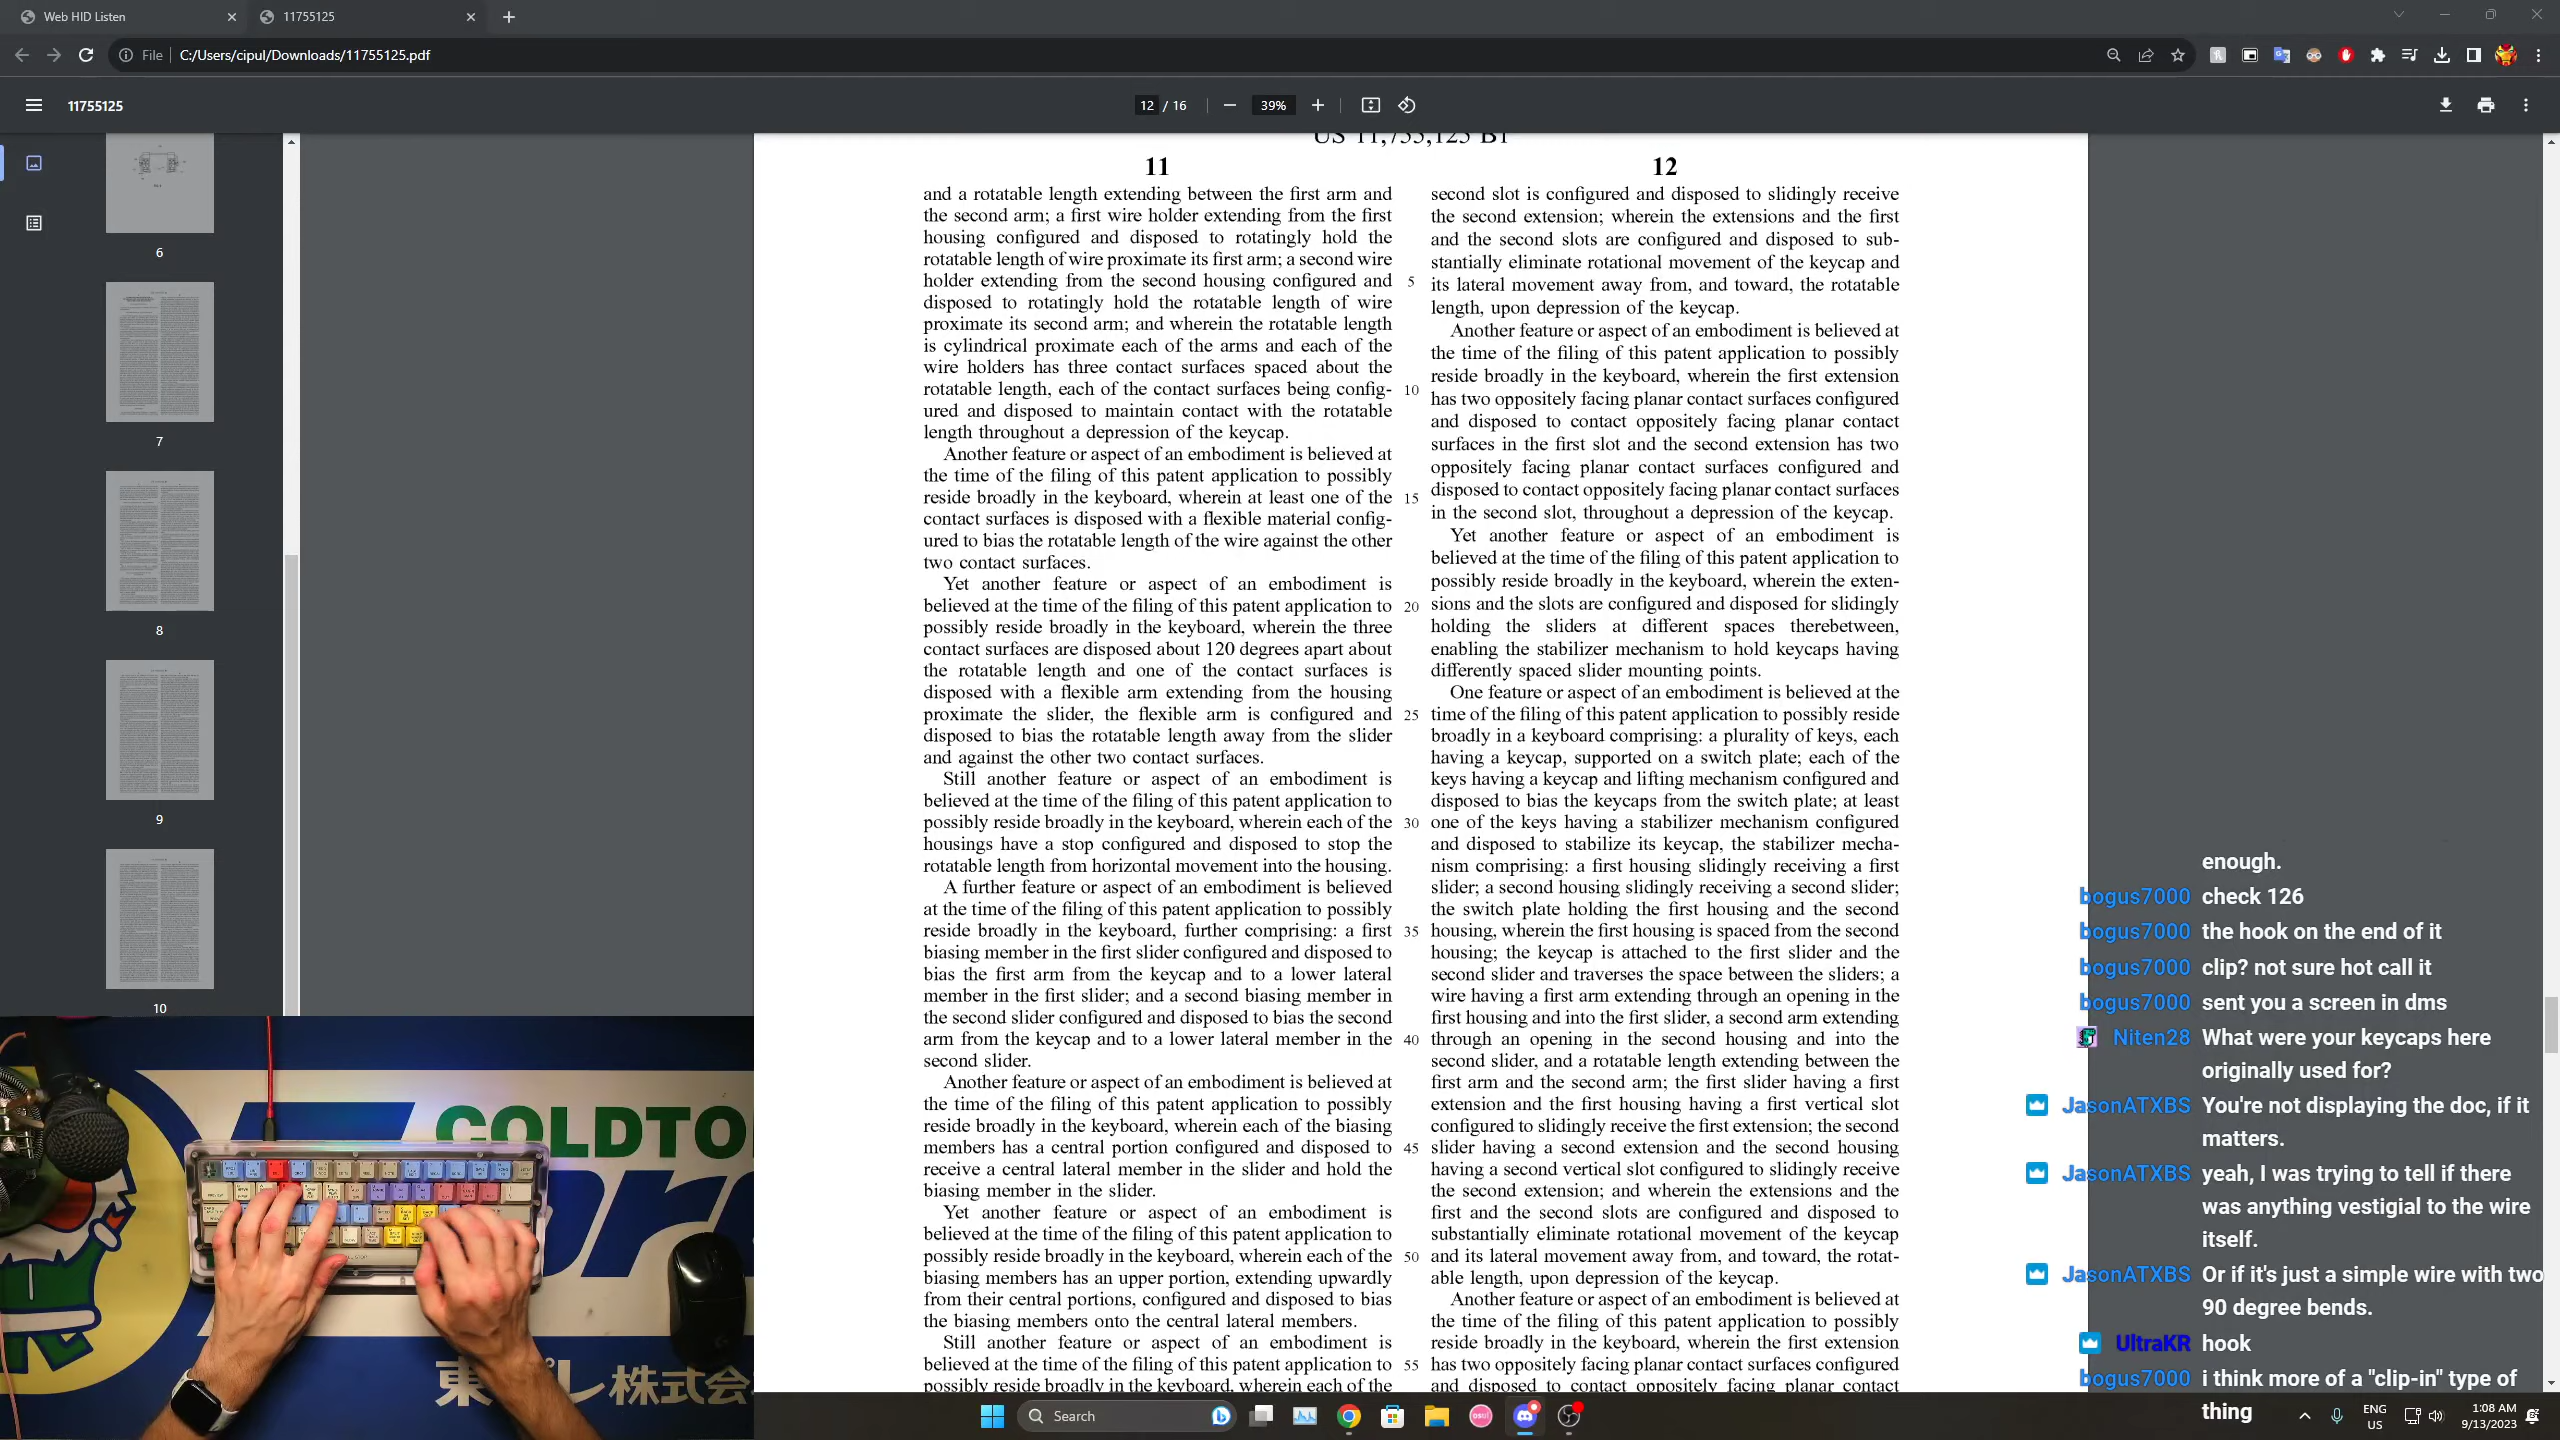 Web HID Listen
11755125
File
C:/Users/cipul/Downloads/11755125.pdf
11755125
12 / 16
39%
6
7
8
9
10
US 11,755,125 B1
11
and a rotatable length extending between the first arm and
the second arm; a first wire holder extending from the first
housing configured and disposed to rotatingly hold the
rotatable length of wire proximate its first arm; a second wire
holder extending from the second housing configured and
disposed to rotatingly hold the rotatable length of wire
proximate its second arm; and wherein the rotatable length
is cylindrical proximate each of the arms and each of the
wire holders has three contact surfaces spaced about the
rotatable length, each of the contact surfaces being config-
ured and disposed to maintain contact with the rotatable
length throughout a depression of the keycap.
Another feature or aspect of an embodiment is believed at
the time of the filing of this patent application to possibly
reside broadly in the keyboard, wherein at least one of the
contact surfaces is disposed with a flexible material config-
ured to bias the rotatable length of the wire against the other
two contact surfaces.
Yet another feature or aspect of an embodiment is
believed at the time of the filing of this patent application to
possibly reside broadly in the keyboard, wherein the three
contact surfaces are disposed about 120 degrees apart about
the rotatable length and one of the contact surfaces is
disposed with a flexible arm extending from the housing
proximate the slider, the flexible arm is configured and
disposed to bias the rotatable length away from the slider
and against the other two contact surfaces.
Still another feature or aspect of an embodiment is
believed at the time of the filing of this patent application to
possibly reside broadly in the keyboard, wherein each of the
housings have a stop configured and disposed to stop the
rotatable length from horizontal movement into the housing.
A further feature or aspect of an embodiment is believed
at the time of the filing of this patent application to possibly
reside broadly in the keyboard, further comprising: a first
biasing member in the first slider configured and disposed to
bias the first arm from the keycap and to a lower lateral
member in the first slider; and a second biasing member in
the second slider configured and disposed to bias the second
arm from the keycap and to a lower lateral member in the
second slider.
Another feature or aspect of an embodiment is believed at
the time of the filing of this patent application to possibly
reside broadly in the keyboard, wherein each of the biasing
members has a central portion configured and disposed to
receive a central lateral member in the slider and hold the
biasing member in the slider.
Yet another feature or aspect of an embodiment is
believed at the time of the filing of this patent application to
possibly reside broadly in the keyboard, wherein each of the
biasing members has an upper portion, extending upwardly
from their central portions, configured and disposed to bias
the biasing members onto the central lateral members.
Still another feature or aspect of an embodiment is
believed at the time of the filing of this patent application to
possibly reside broadly in the keyboard, wherein each of the
5
10
15
20
25
30
35
40
45
50
55
12
second slot is configured and disposed to slidingly receive
the second extension; wherein the extensions and the first
and the second slots are configured and disposed to sub-
stantially eliminate rotational movement of the keycap and
its lateral movement away from, and toward, the rotatable
length, upon depression of the keycap.
Another feature or aspect of an embodiment is believed at
the time of the filing of this patent application to possibly
reside broadly in the keyboard, wherein the first extension
has two oppositely facing planar contact surfaces configured
and disposed to contact oppositely facing planar contact
surfaces in the first slot and the second extension has two
oppositely facing planar contact surfaces configured and
disposed to contact oppositely facing planar contact surfaces
in the second slot, throughout a depression of the keycap.
Yet another feature or aspect of an embodiment is
believed at the time of the filing of this patent application to
possibly reside broadly in the keyboard, wherein the exten-
sions and the slots are configured and disposed for slidingly
holding the sliders at different spaces therebetween,
enabling the stabilizer mechanism to hold keycaps having
differently spaced slider mounting points.
One feature or aspect of an embodiment is believed at the
time of the filing of this patent application to possibly reside
broadly in a keyboard comprising: a plurality of keys, each
having a keycap, supported on a switch plate; each of the
keys having a keycap and lifting mechanism configured and
disposed to bias the keycaps from the switch plate; at least
one of the keys having a stabilizer mechanism configured
and disposed to stabilize its keycap, the stabilizer mecha-
nism comprising: a first housing slidingly receiving a first
slider; a second housing slidingly receiving a second slider;
the switch plate holding the first housing and the second
housing, wherein the first housing is spaced from the second
housing; the keycap is attached to the first slider and the
second slider and traverses the space between the sliders; a
wire having a first arm extending through an opening in the
first housing and into the first slider, a second arm extending
through an opening in the second housing and into the
second slider, and a rotatable length extending between the
first arm and the second arm; the first slider having a first
extension and the first housing having a first vertical slot
configured to slidingly receive the first extension; the second
slider having a second extension and the second housing
having a second vertical slot configured to slidingly receive
the second extension; and wherein the extensions and the
first and the second slots are configured and disposed to
substantially eliminate rotational movement of the keycap
and its lateral movement away from, and toward, the rotat-
able length, upon depression of the keycap.
Another feature or aspect of an embodiment is believed at
the time of the filing of this patent application to possibly
reside broadly in the keyboard, wherein the first extension
has two oppositely facing planar contact surfaces configured
and disposed to contact oppositely facing planar contact
enough.
bogus7000 check 126
bogus7000 the hook on the end of it
bogus7000 clip? not sure hot call it
bogus7000 sent you a screen in dms
Niten28 What were your keycaps here
originally used for?
JasonATXBS You're not displaying the doc, if it
matters.
JasonATXBS yeah, I was trying to tell if there
was anything vestigial to the wire
itself.
JasonATXBS Or if it's just a simple wire with two
90 degree bends.
UltraKR hook
bogus7000 i think more of a "clip-in" type of
thing
COLDTO
東プレ株式会
Search
ENG
US
1:08 AM
9/13/2023